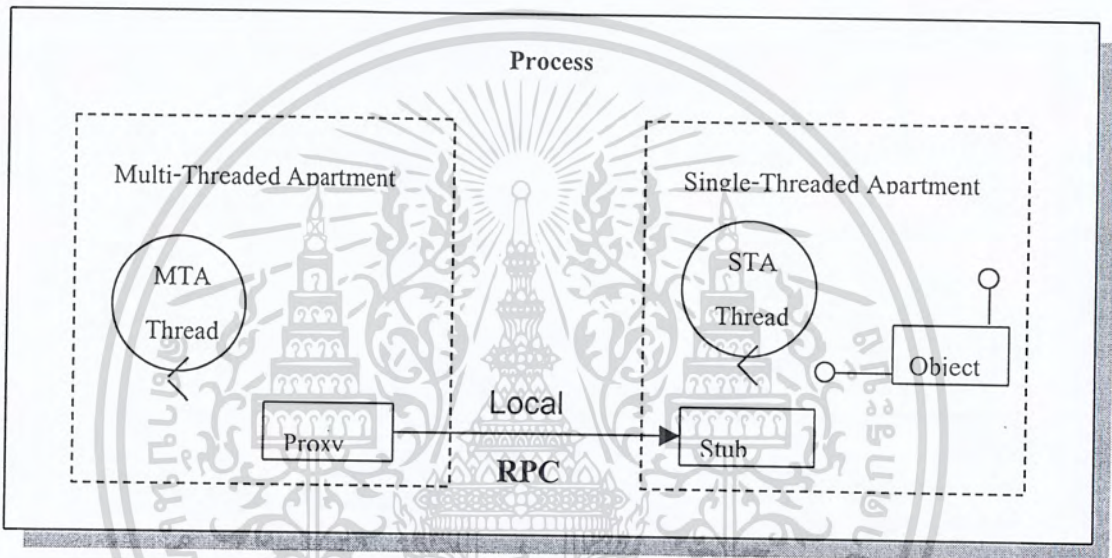 Process
Multi-Threaded Apartment
MTA
Thread
Proxy
Local
RPC
Single-Threaded Apartment
STA
Thread
Object
Stub